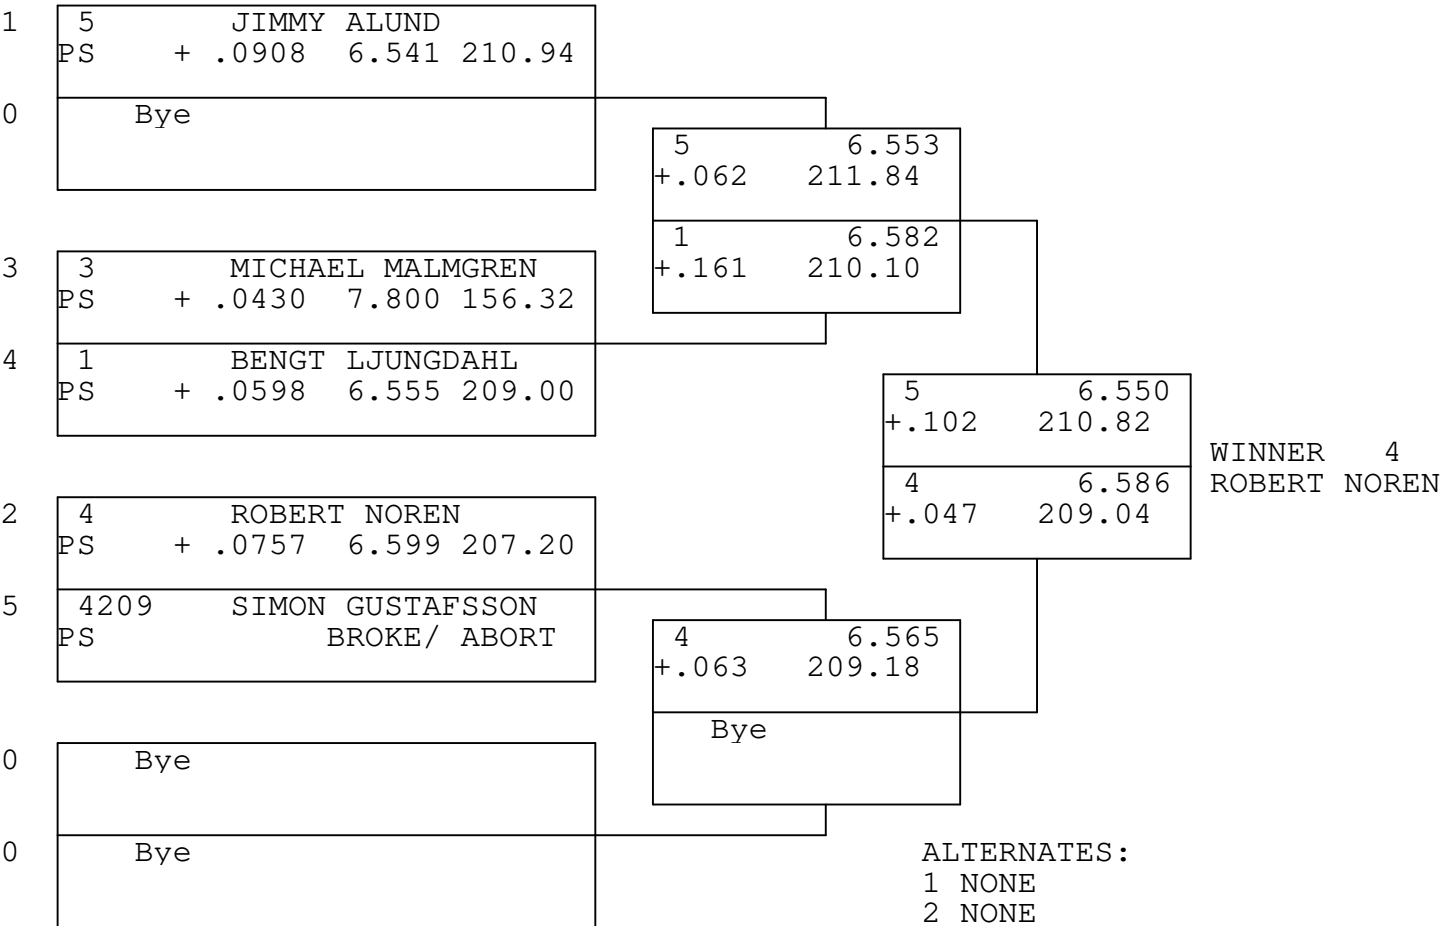 1 5 JIMMY ALUND
PS + .0908 6.541 210.94
0 Bye
5 6.553
+.062 211.84
1 6.582
+.161 210.10
3 3 MICHAEL MALMGREN
PS + .0430 7.800 156.32
4 1 BENGT LJUNGDAHL
PS + .0598 6.555 209.00
5 6.550
+.102 210.82
4 6.586
+.047 209.04
WINNER 4
ROBERT NOREN
2 4 ROBERT NOREN
PS + .0757 6.599 207.20
5 4209 SIMON GUSTAFSSON
PS BROKE/ ABORT
4 6.565
+.063 209.18
Bye
0 Bye
0 Bye
ALTERNATES:
1 NONE
2 NONE